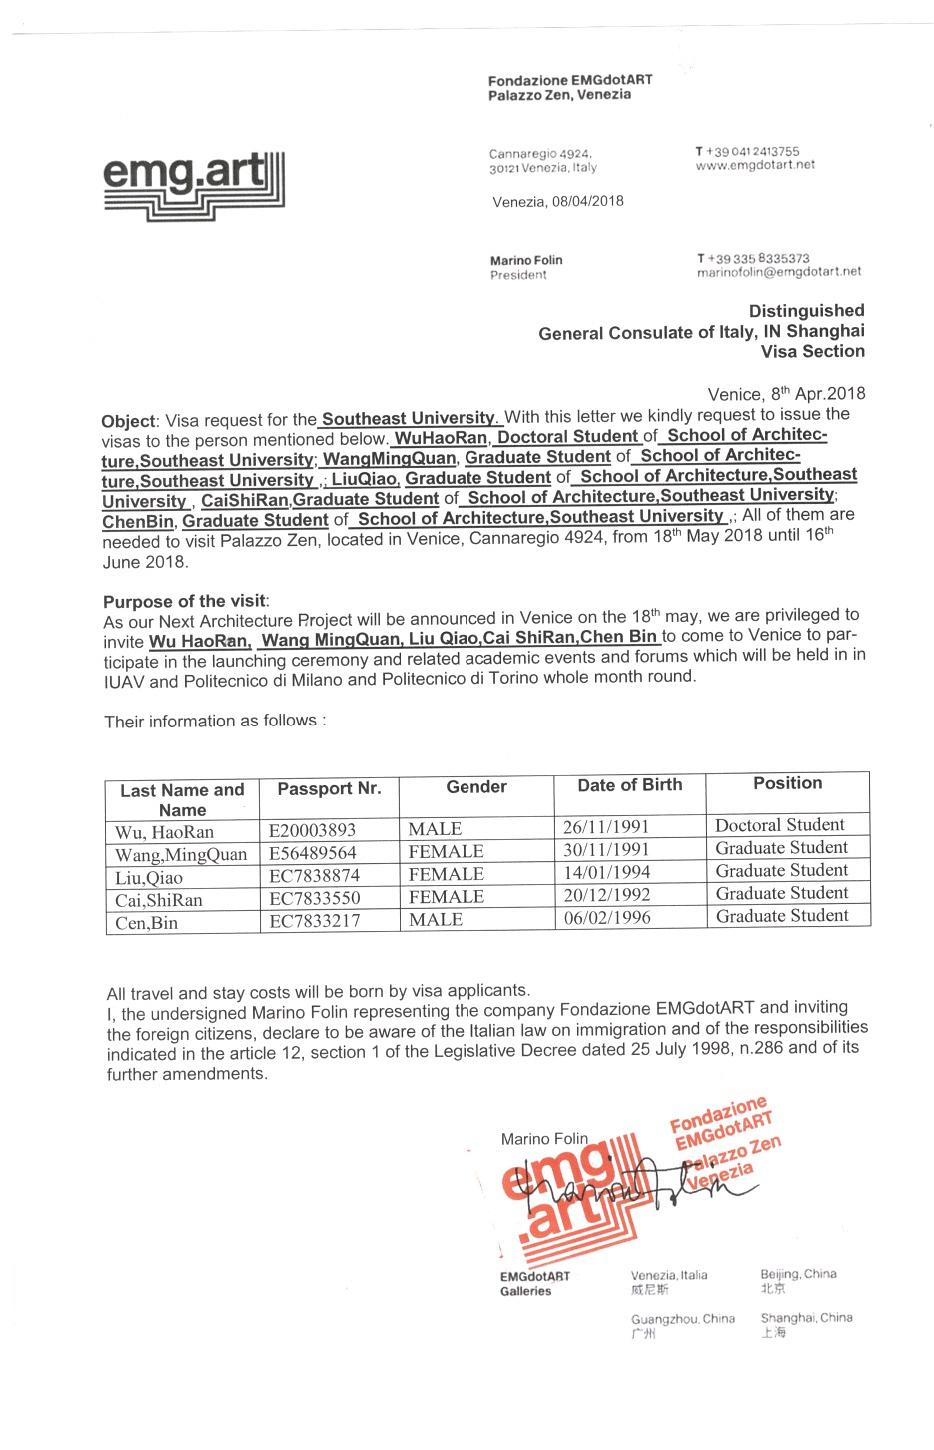 Fondazione EMGdotART
Palazzo Zen, Venezia
emg.art
Cannaregio 4924,
30121 Venezia, Italy
T +39 041 2413755
www.emgdotart.net
Venezia, 08/04/2018
Marino Folin
President
T +39 335 8335373
marinofolin@emgdotart.net
Distinguished
General Consulate of Italy, IN Shanghai
Visa Section
Venice, 8th Apr.2018
Object: Visa request for the Southeast University. With this letter we kindly request to issue the
visas to the person mentioned below. WuHaoRan, Doctoral Student of School of Architec-
ture,Southeast University; WangMingQuan, Graduate Student of School of Architec-
ture,Southeast University ,; LiuQiao, Graduate Student of School of Architecture,Southeast
University , CaiShiRan,Graduate Student of School of Architecture,Southeast University;
ChenBin, Graduate Student of School of Architecture,Southeast University ,; All of them are
needed to visit Palazzo Zen, located in Venice, Cannaregio 4924, from 18th May 2018 until 16th
June 2018.
Purpose of the visit:
As our Next Architecture Project will be announced in Venice on the 18th may, we are privileged to
invite Wu HaoRan, Wang MingQuan, Liu Qiao,Cai ShiRan,Chen Bin to come to Venice to par-
ticipate in the launching ceremony and related academic events and forums which will be held in in
IUAV and Politecnico di Milano and Politecnico di Torino whole month round.
Their information as follows :
Last Name and Name Passport Nr. Gender Date of Birth Position
Wu, HaoRan E20003893 MALE 26/11/1991 Doctoral Student
Wang,MingQuan E56489564 FEMALE 30/11/1991 Graduate Student
Liu,Qiao EC7838874 FEMALE 14/01/1994 Graduate Student
Cai,ShiRan EC7833550 FEMALE 20/12/1992 Graduate Student
Cen,Bin EC7833217 MALE 06/02/1996 Graduate Student
All travel and stay costs will be born by visa applicants.
I, the undersigned Marino Folin representing the company Fondazione EMGdotART and inviting
the foreign citizens, declare to be aware of the Italian law on immigration and of the responsibilities
indicated in the article 12, section 1 of the Legislative Decree dated 25 July 1998, n.286 and of its
further amendments.
Marino Folin
emg
.art
Fondazione
EMGdotART
Palazzo Zen
Venezia
Marino Folin
EMGdotART
Galleries
Venezia, Italia
威尼斯
Beijing, China
北京
Guangzhou, China
广州
Shanghai, China
上海